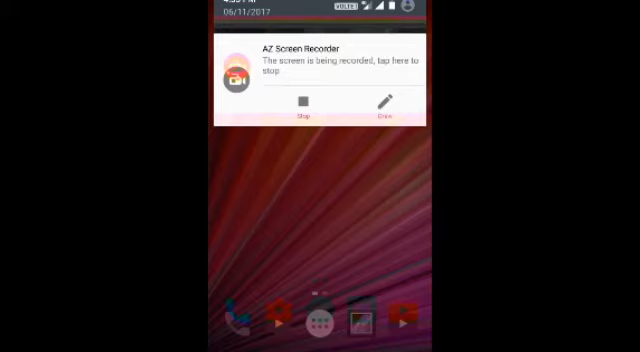 06/11/2017
AZ Screen Recorder
The screen is being recorded, tap here to
stop
Stop
Draw